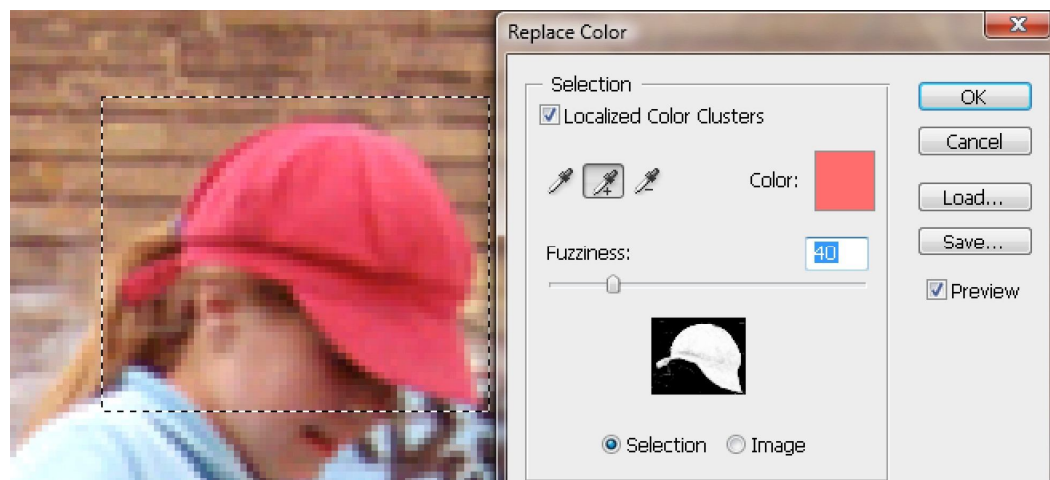 Replace Color
X
Selection
Localized Color Clusters
Color:
Fuzziness:
40
Selection
Image
OK
Cancel
Load...
Save...
Preview